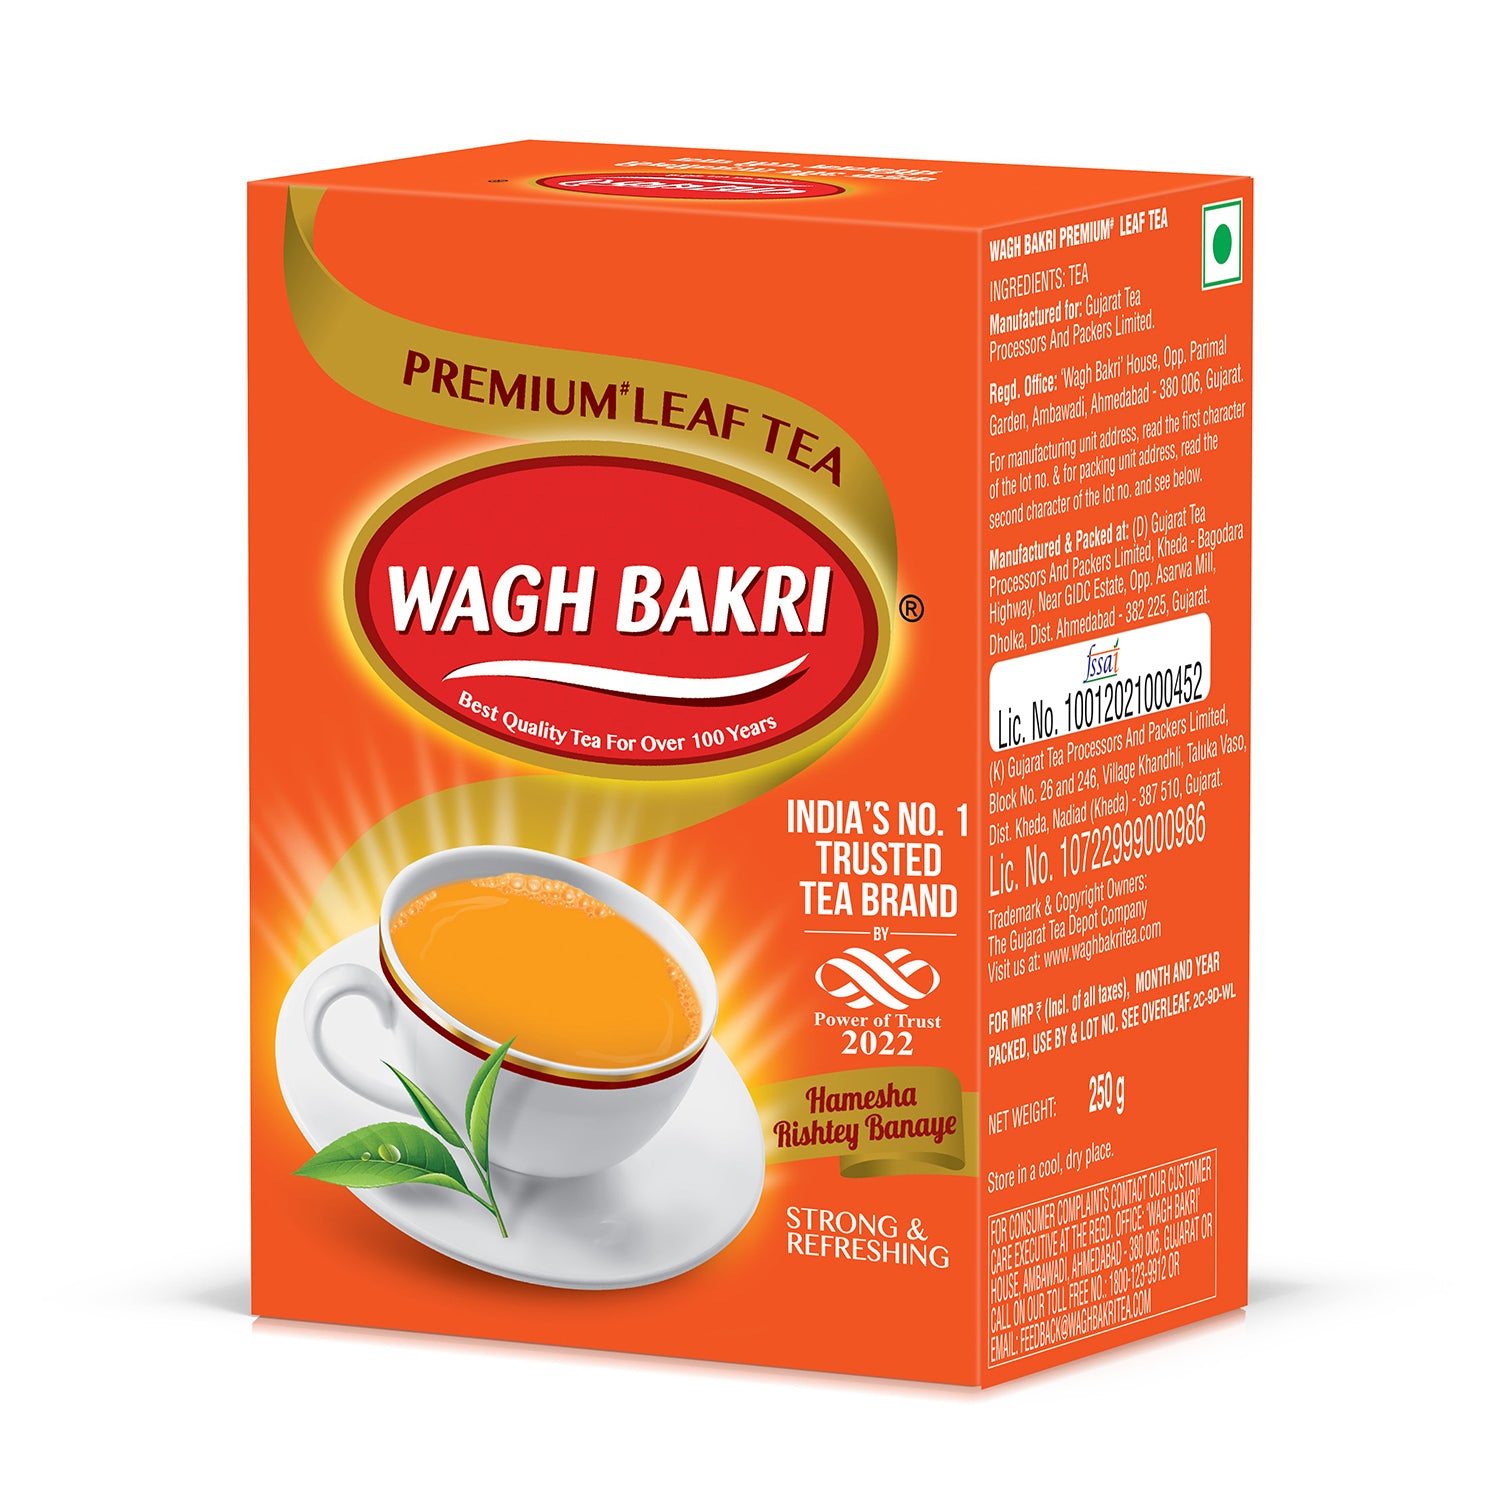 PREMIUM# LEAF TEA
WAGH BAKRI
®
Best Quality Tea For Over 100 Years
INDIA'S NO. 1
TRUSTED
TEA BRAND
BY
Power of Trust
2022
Hamesha
Rishtey Banaye
STRONG &
REFRESHING
WAGH BAKRI PREMIUM# LEAF TEA
INGREDIENTS: TEA
Manufactured for: Gujarat Tea
Processors And Packers Limited.
Regd. Office: 'Wagh Bakri' House, Opp. Parimal
Garden, Ambawadi, Ahmedabad - 380 006, Gujarat.
For manufacturing unit address, read the first character
of the lot no. & for packing unit address, read the
second character of the lot no. and see below.
Manufactured & Packed at: (D) Gujarat Tea
Processors And Packers Limited, Kheda - Bagodara
Highway, Near GIDC Estate, Opp. Asarwa Mill,
Dholka, Dist. Ahmedabad - 382 225, Gujarat.
fssai
Lic. No. 10012021000452
(K) Gujarat Tea Processors And Packers Limited,
Block No. 26 and 246, Village Khandhli, Taluka Vaso,
Dist. Kheda, Nadiad (Kheda) - 387 510, Gujarat.
Lic. No. 10722999000986
Trademark & Copyright Owners:
The Gujarat Tea Depot Company
Visit us at: www.waghbakritea.com
FOR MRP ₹ (Incl. of all taxes), MONTH AND YEAR
PACKED, USE BY & LOT NO. SEE OVERLEAF. 2C-9D-WL
NET WEIGHT: 250 g
Store in a cool, dry place.
FOR CONSUMER COMPLAINTS CONTACT OUR CUSTOMER
CARE EXECUTIVE AT THE REGD. OFFICE: 'WAGH BAKRI'
HOUSE, AMBAWADI, AHMEDABAD - 380 006, GUJARAT OR
CALL ON OUR TOLL FREE NO.: 1800-123-9912 OR
EMAIL: FEEDBACK@WAGHBAKRITEA.COM